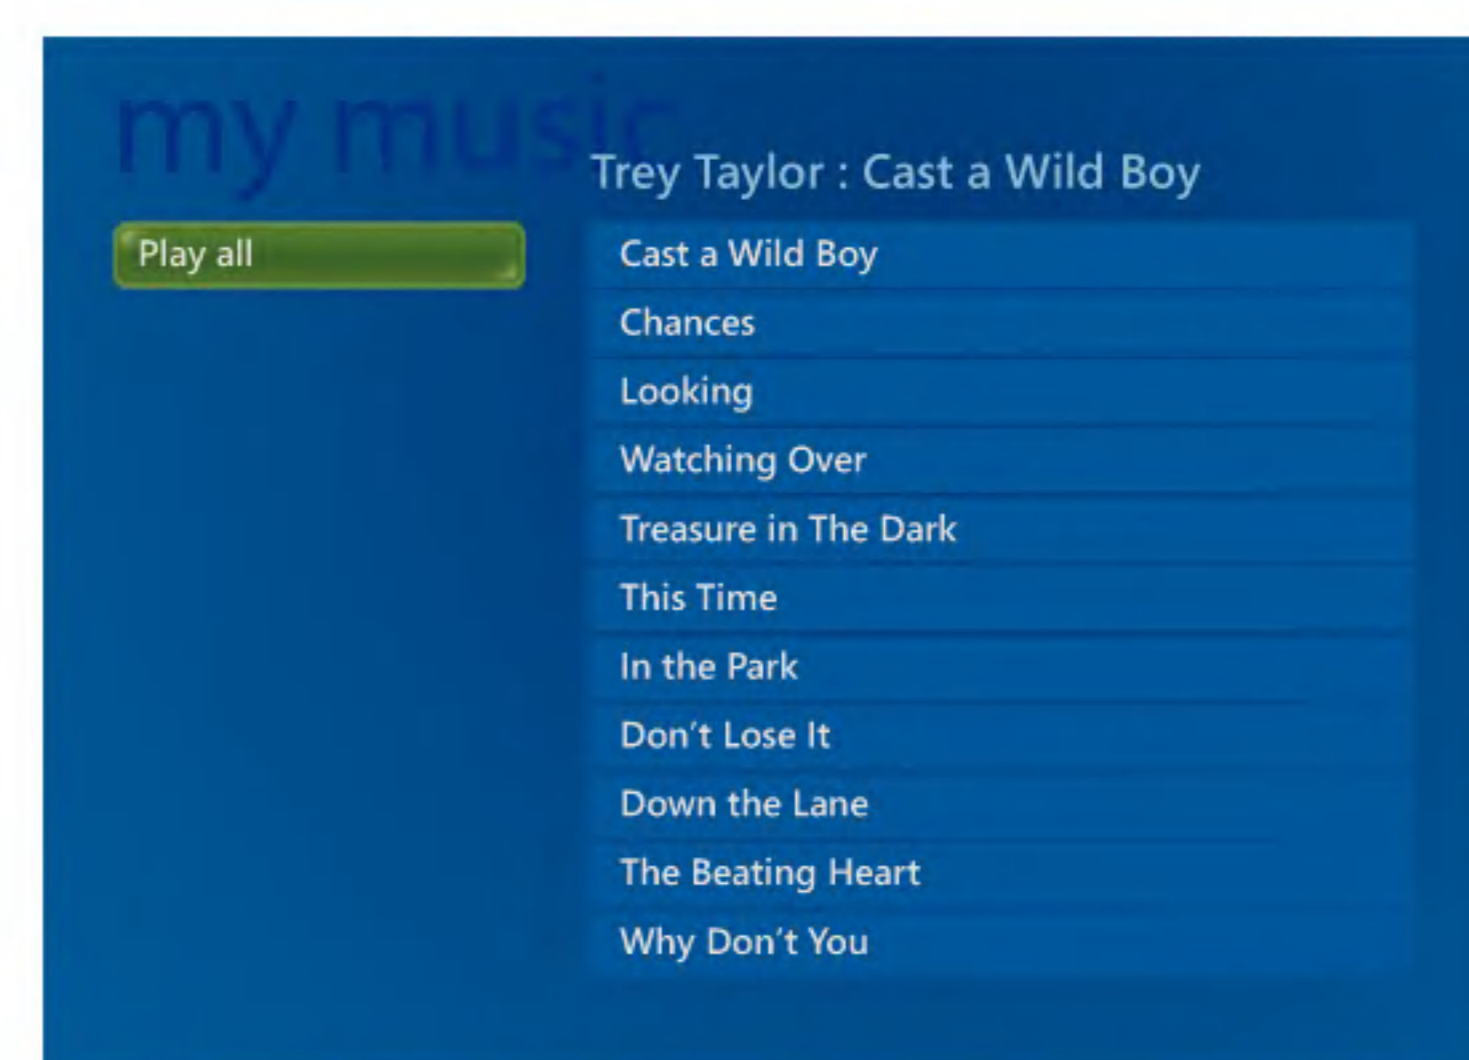 my music
Trey Taylor : Cast a Wild Boy
Play all
Cast a Wild Boy
Chances
Looking
Watching Over
Treasure in The Dark
This Time
In the Park
Don't Lose It
Down the Lane
The Beating Heart
Why Don't You